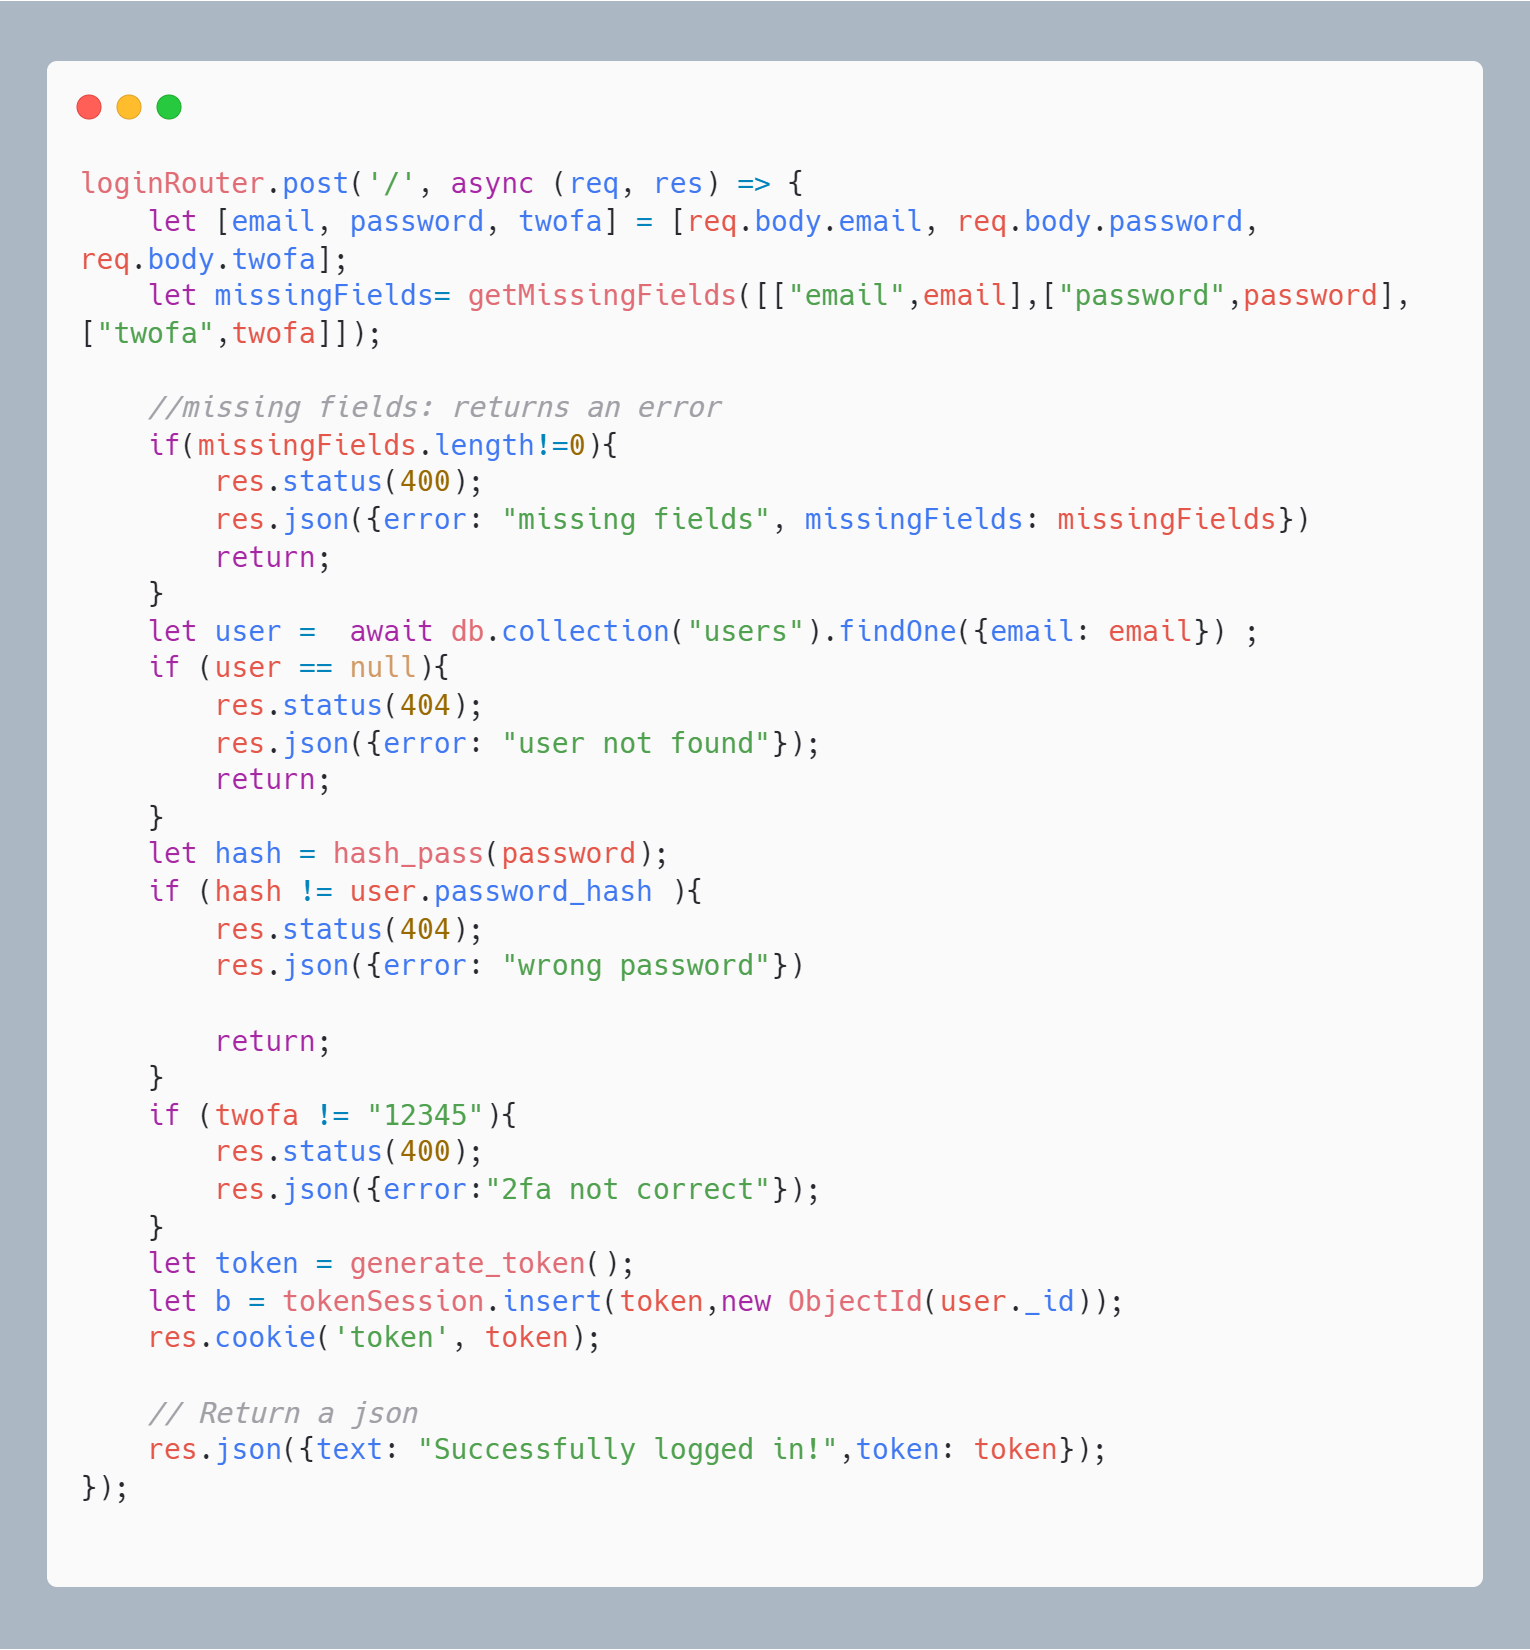 loginRouter.post('/', async (req, res) => {
    let [email, password, twofa] = [req.body.email, req.body.password,
req.body.twofa];
    let missingFields= getMissingFields([["email",email],["password",password],
["twofa",twofa]]);

    //missing fields: returns an error
    if(missingFields.length!=0){
        res.status(400);
        res.json({error: "missing fields", missingFields: missingFields})
        return;
    }
    let user =  await db.collection("users").findOne({email: email}) ;
    if (user == null){
        res.status(404);
        res.json({error: "user not found"});
        return;
    }
    let hash = hash_pass(password);
    if (hash != user.password_hash ){
        res.status(404);
        res.json({error: "wrong password"})

        return;
    }
    if (twofa != "12345"){
        res.status(400);
        res.json({error:"2fa not correct"});
    }
    let token = generate_token();
    let b = tokenSession.insert(token,new ObjectId(user._id));
    res.cookie('token', token);

    // Return a json
    res.json({text: "Successfully logged in!",token: token});
});